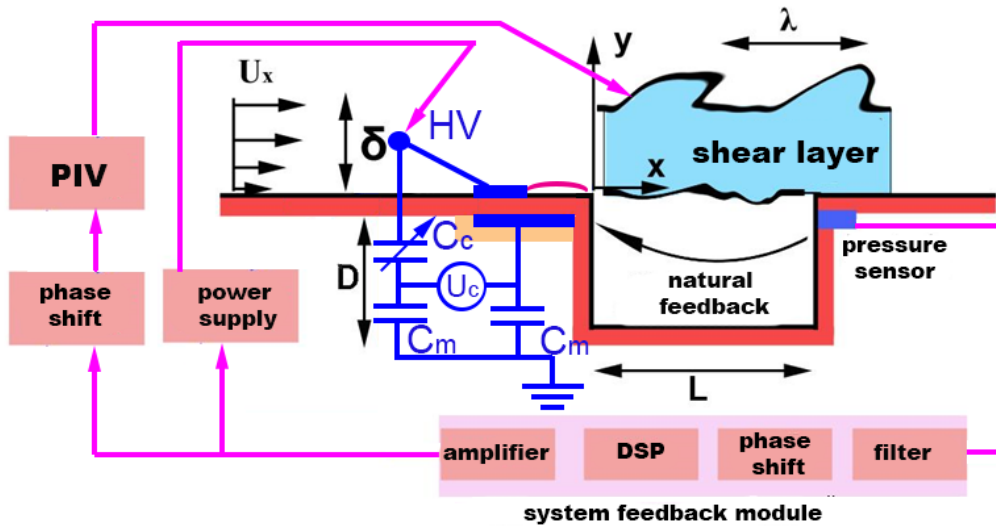 λ
y
Ux
HV
δ
shear layer
x
PIV
Cc
pressure
sensor
D
natural
feedback
phase
shift
power
supply
Uc
Cm
Cm
L
amplifier
DSP
phase
shift
filter
system feedback module